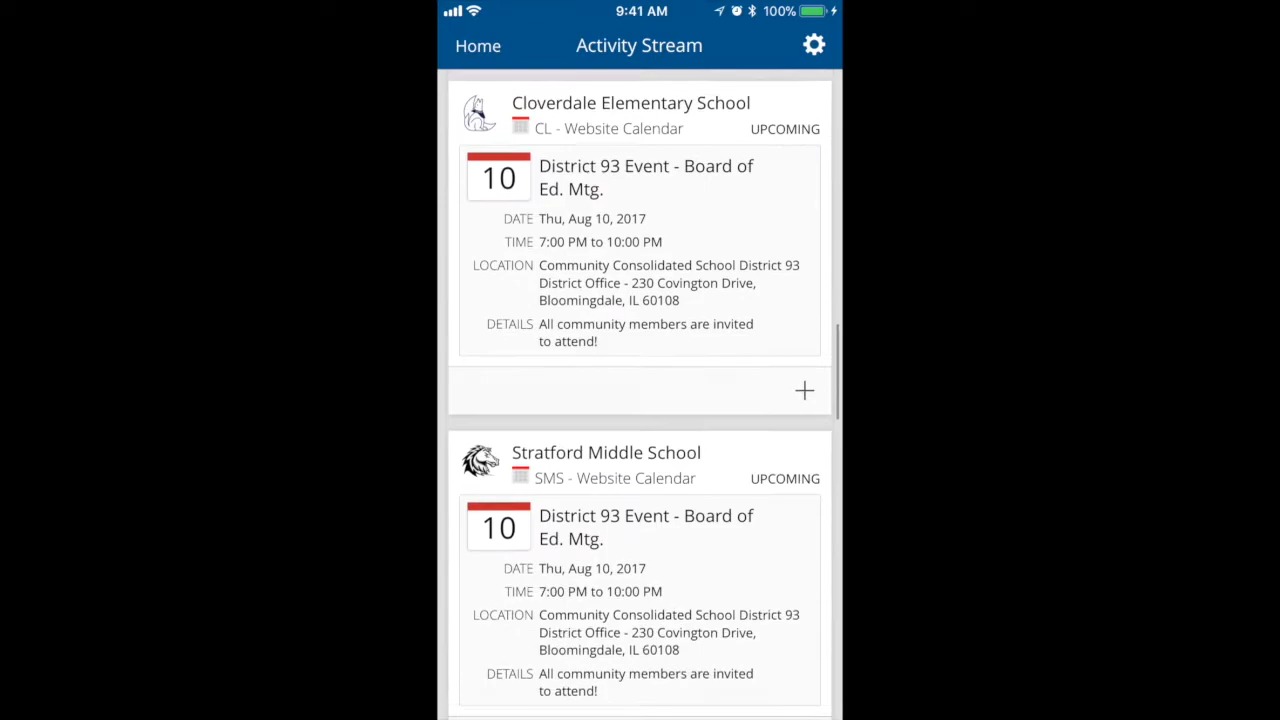 9:41 AM
100%
Home
Activity Stream
Cloverdale Elementary School
CL - Website Calendar
UPCOMING
10
District 93 Event - Board of
Ed. Mtg.
DATE Thu, Aug 10, 2017
TIME 7:00 PM to 10:00 PM
LOCATION Community Consolidated School District 93
District Office - 230 Covington Drive,
Bloomingdale, IL 60108
DETAILS All community members are invited
to attend!
Stratford Middle School
SMS - Website Calendar
UPCOMING
10
District 93 Event - Board of
Ed. Mtg.
DATE Thu, Aug 10, 2017
TIME 7:00 PM to 10:00 PM
LOCATION Community Consolidated School District 93
District Office - 230 Covington Drive,
Bloomingdale, IL 60108
DETAILS All community members are invited
to attend!